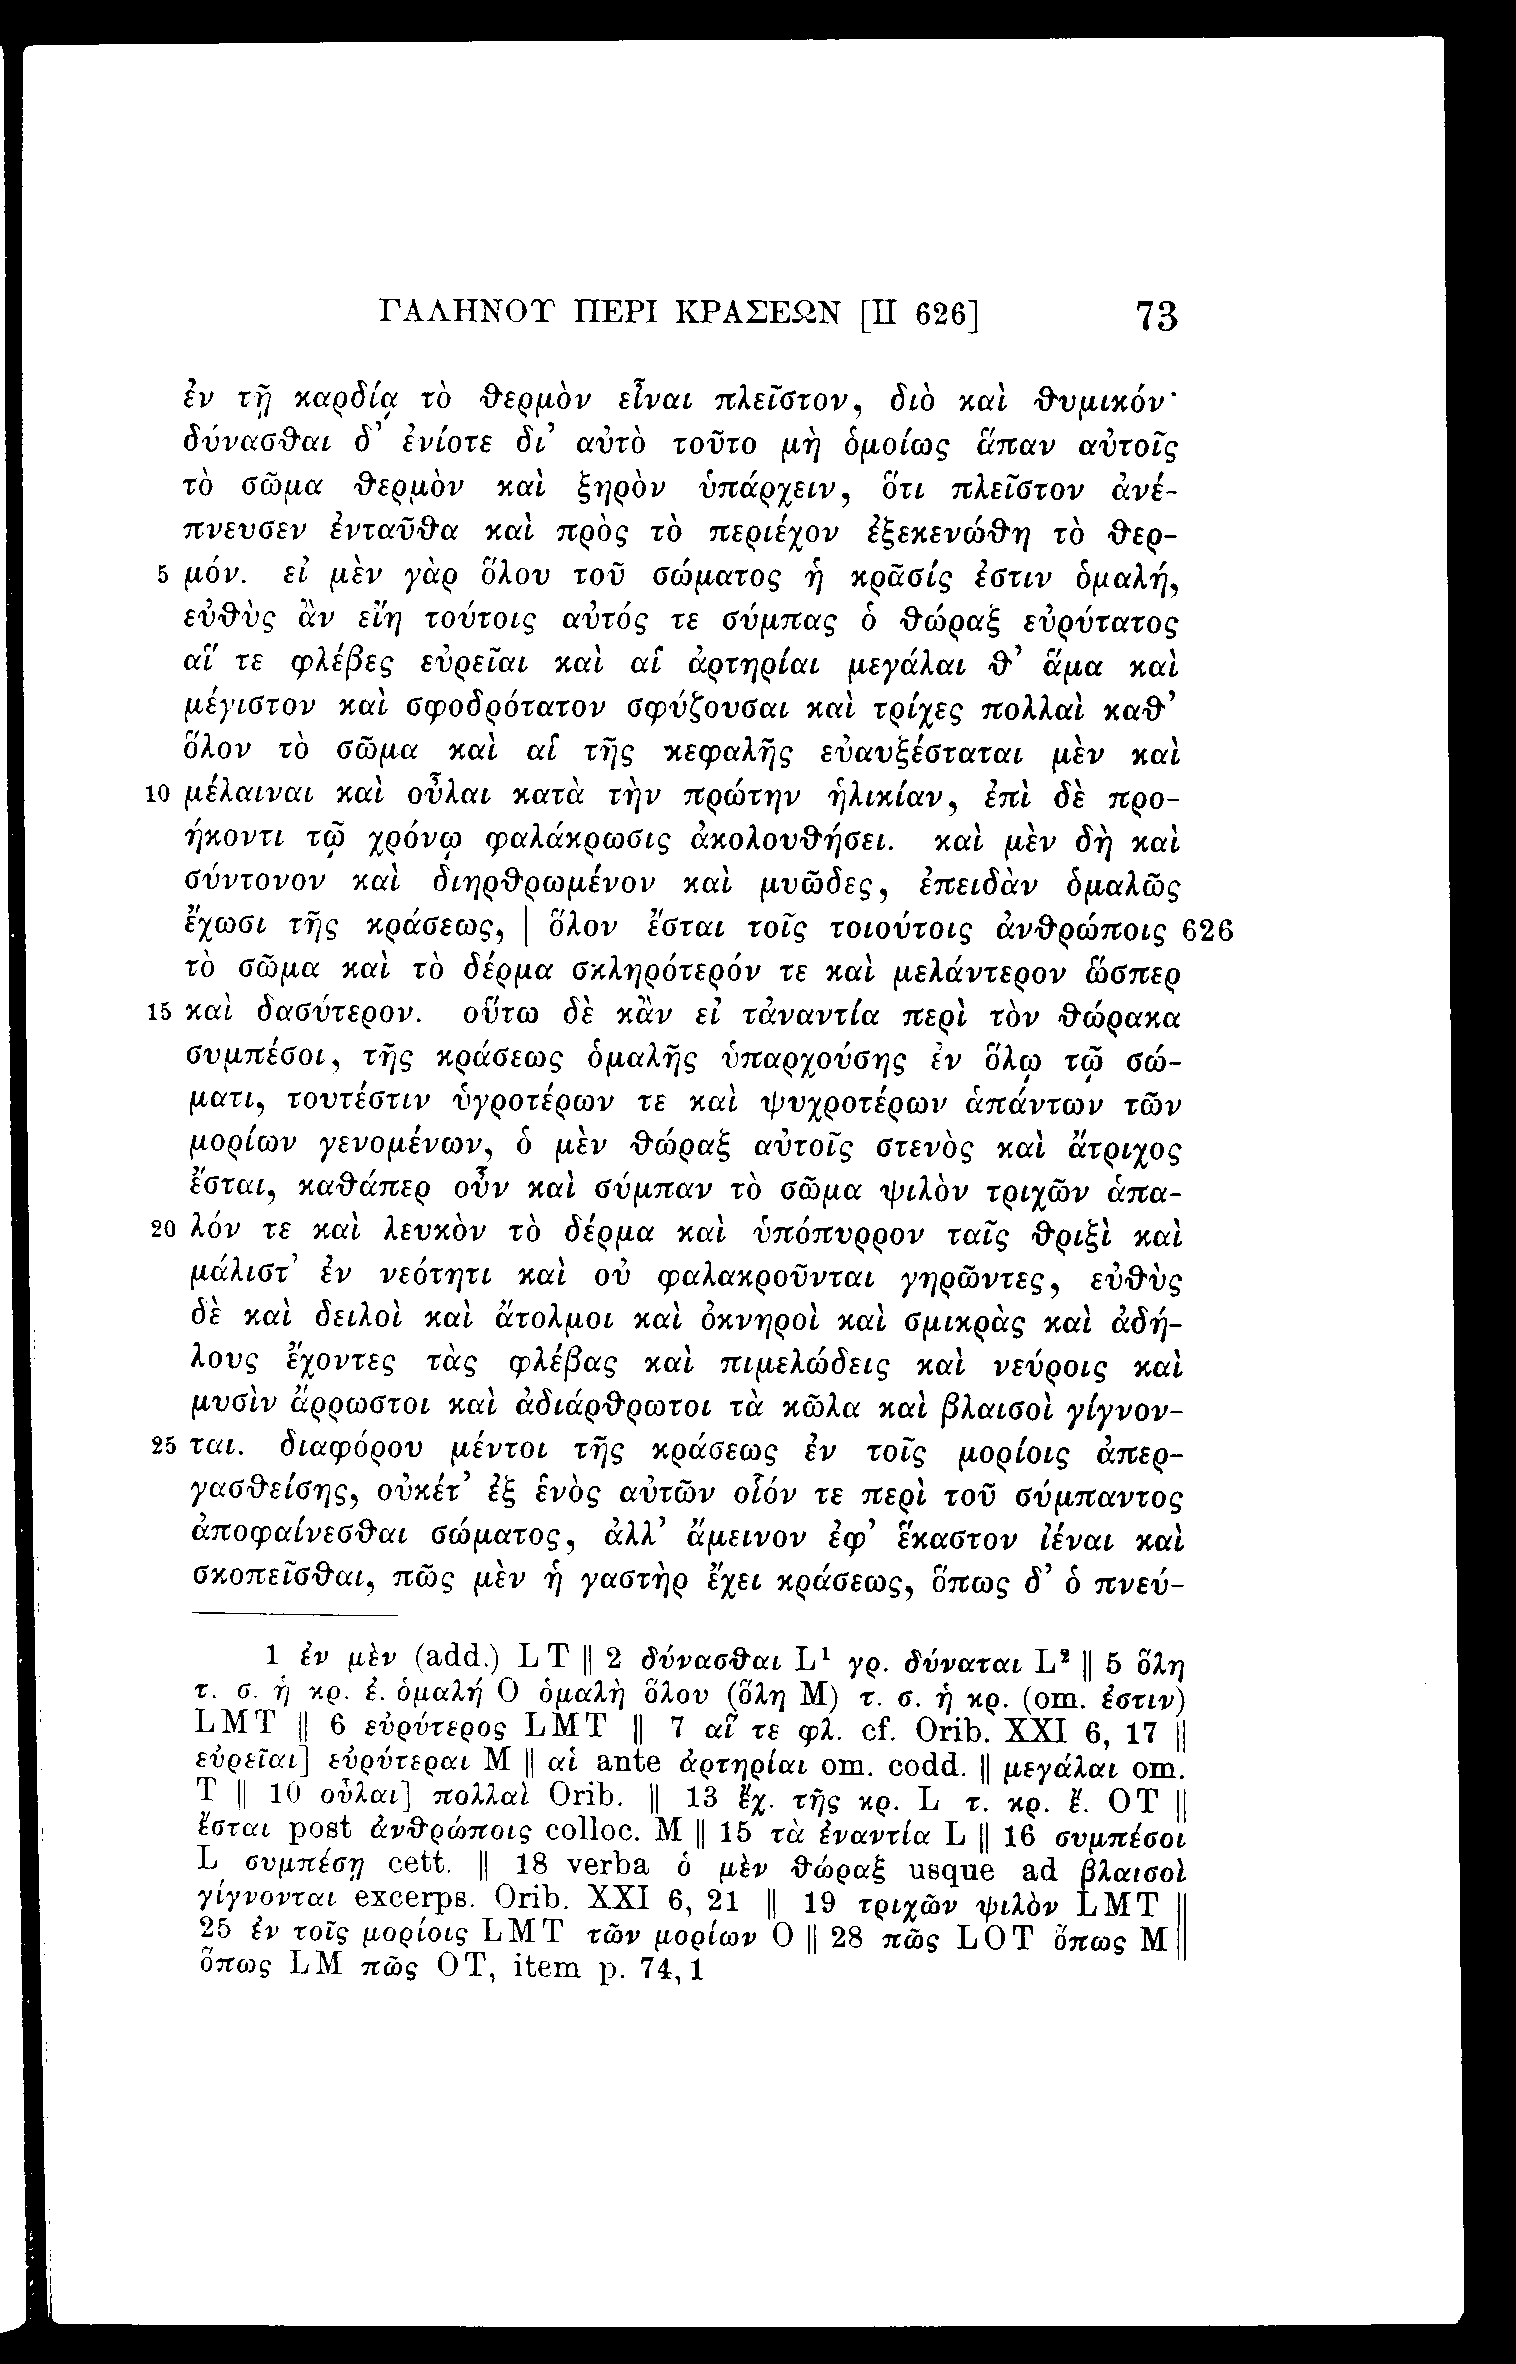 ΓΑΛΗΝΟΥ ΠΕΡΙ ΚΡΑΣΕΩΝ [II 626] 73
ἐν τῇ καρδίᾳ τὸ θερμὸν εἶναι πλεῖστον, διὸ καὶ θυμικόν·
δύνασθαι δ’ ἐνίοτε δι’ αὐτὸ τοῦτο μὴ ὁμοίως ἅπαν αὐτοῖς
τὸ σῶμα θερμὸν καὶ ξηρὸν ὑπάρχειν, ὅτι πλεῖστον ἀνέ-
πνευσεν ἐνταῦθα καὶ πρὸς τὸ περιέχον ἐξεκενώθη τὸ θερ-
5 μόν. εἰ μὲν γὰρ ὅλου τοῦ σώματος ἡ κρᾶσίς ἐστιν ὁμαλή,
εὐθὺς ἂν εἴη τούτοις αὐτός τε σύμπας ὁ θώραξ εὐρύτατος
αἵ τε φλέβες εὐρεῖαι καὶ αἱ ἀρτηρίαι μεγάλαι θ’ ἅμα καὶ
μέγιστον καὶ σφοδρότατον σφύζουσαι καὶ τρίχες πολλαὶ καθ’
ὅλον τὸ σῶμα καὶ αἱ τῆς κεφαλῆς εὐαυξέσταται μὲν καὶ
10 μέλαιναι καὶ οὖλαι κατὰ τὴν πρώτην ἡλικίαν, ἐπὶ δὲ προ-
ήκοντι τῷ χρόνῳ φαλάκρωσις ἀκολουθήσει. καὶ μὲν δὴ καὶ
σύντονον καὶ διηρθρωμένον καὶ μυῶδες, ἐπειδὰν ὁμαλῶς
ἔχωσι τῆς κράσεως, | ὅλον ἔσται τοῖς τοιούτοις ἀνθρώποις 626
τὸ σῶμα καὶ τὸ δέρμα σκληρότερόν τε καὶ μελάντερον ὥσπερ
15 καὶ δασύτερον. οὕτω δὲ κἂν εἰ τἀναντία περὶ τὸν θώρακα
συμπέσοι, τῆς κράσεως ὁμαλῆς ὑπαρχούσης ἐν ὅλῳ τῷ σώ-
ματι, τουτέστιν ὑγροτέρων τε καὶ ψυχροτέρων ἁπάντων τῶν
μορίων γενομένων, ὁ μὲν θώραξ αὐτοῖς στενὸς καὶ ἄτριχος
ἔσται, καθάπερ οὖν καὶ σύμπαν τὸ σῶμα ψιλὸν τριχῶν ἁπα-
20 λόν τε καὶ λευκὸν τὸ δέρμα καὶ ὑπόπυρρον ταῖς θριξὶ καὶ
μάλιστ’ ἐν νεότητι καὶ οὐ φαλακροῦνται γηρῶντες, εὐθὺς
δὲ καὶ δειλοὶ καὶ ἄτολμοι καὶ ὀκνηροὶ καὶ σμικρὰς καὶ ἀδή-
λους ἔχοντες τὰς φλέβας καὶ πιμελώδεις καὶ νεύροις καὶ
μυσὶν ἄρρωστοι καὶ ἀδιάρθρωτοι τὰ κῶλα καὶ βλαισοὶ γίγνον-
25 ται. διαφόρου μέντοι τῆς κράσεως ἐν τοῖς μορίοις ἀπερ-
γασθείσης, οὐκέτ’ ἐξ ἑνὸς αὐτῶν οἷόν τε περὶ τοῦ σύμπαντος
ἀποφαίνεσθαι σώματος, ἀλλ’ ἄμεινον ἐφ’ ἕκαστον ἰέναι καὶ
σκοπεῖσθαι, πῶς μὲν ἡ γαστὴρ ἔχει κράσεως, ὅπως δ’ ὁ πνεύ-
1 ἐν μὲν (add.) LT || 2 δύνασθαι L¹ γρ. δύναται L² || 5 ὅλη
τ. σ. ἡ κρ. ἐ. ὁμαλή O ὁμαλὴ ὅλου (ὅλη M) τ. σ. ἡ κρ. (om. ἐστιν)
LMT || 6 εὐρύτερος LMT || 7 αἵ τε φλ. cf. Orib. XXI 6, 17 ||
εὐρεῖαι] εὐρύτεραι M || αἱ ante ἀρτηρίαι om. codd. || μεγάλαι om.
T || 10 οὖλαι] πολλαὶ Orib. || 13 ἔχ. τῆς κρ. L τ. κρ. ἔ. OT ||
ἔσται post ἀνθρώποις colloc. M || 15 τὰ ἐναντία L || 16 συμπέσοι
L συμπέσῃ cett. || 18 verba ὁ μὲν θώραξ usque ad βλαισοὶ
γίγνονται excerps. Orib. XXI 6, 21 || 19 τριχῶν ψιλὸν LMT ||
25 ἐν τοῖς μορίοις LMT τῶν μορίων O || 28 πῶς LOT ὅπως M ||
ὅπως LM πῶς OT, item p. 74, 1